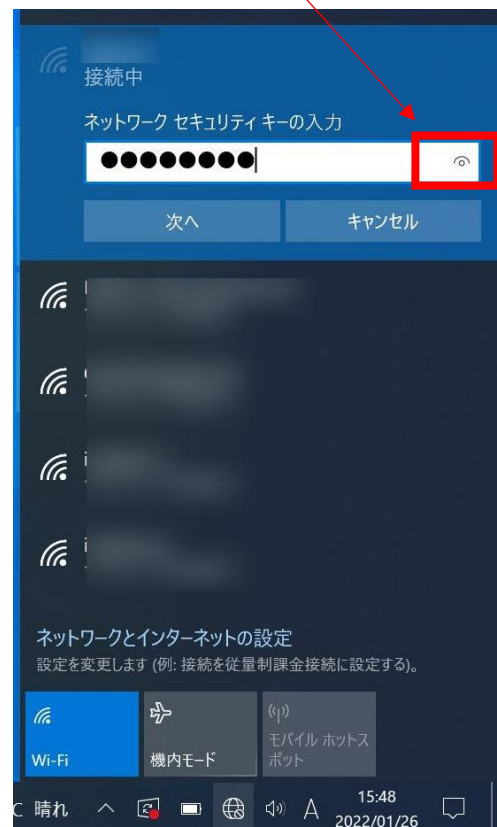 接続中
ネットワーク セキュリティ キーの入力
●●●●●●●●
次へ
キャンセル
ネットワークとインターネットの設定
設定を変更します (例: 接続を従量制課金接続に設定する)。
Wi-Fi
機内モード
モバイル ホットス
ポット
C 晴れ
A
15:48
2022/01/26